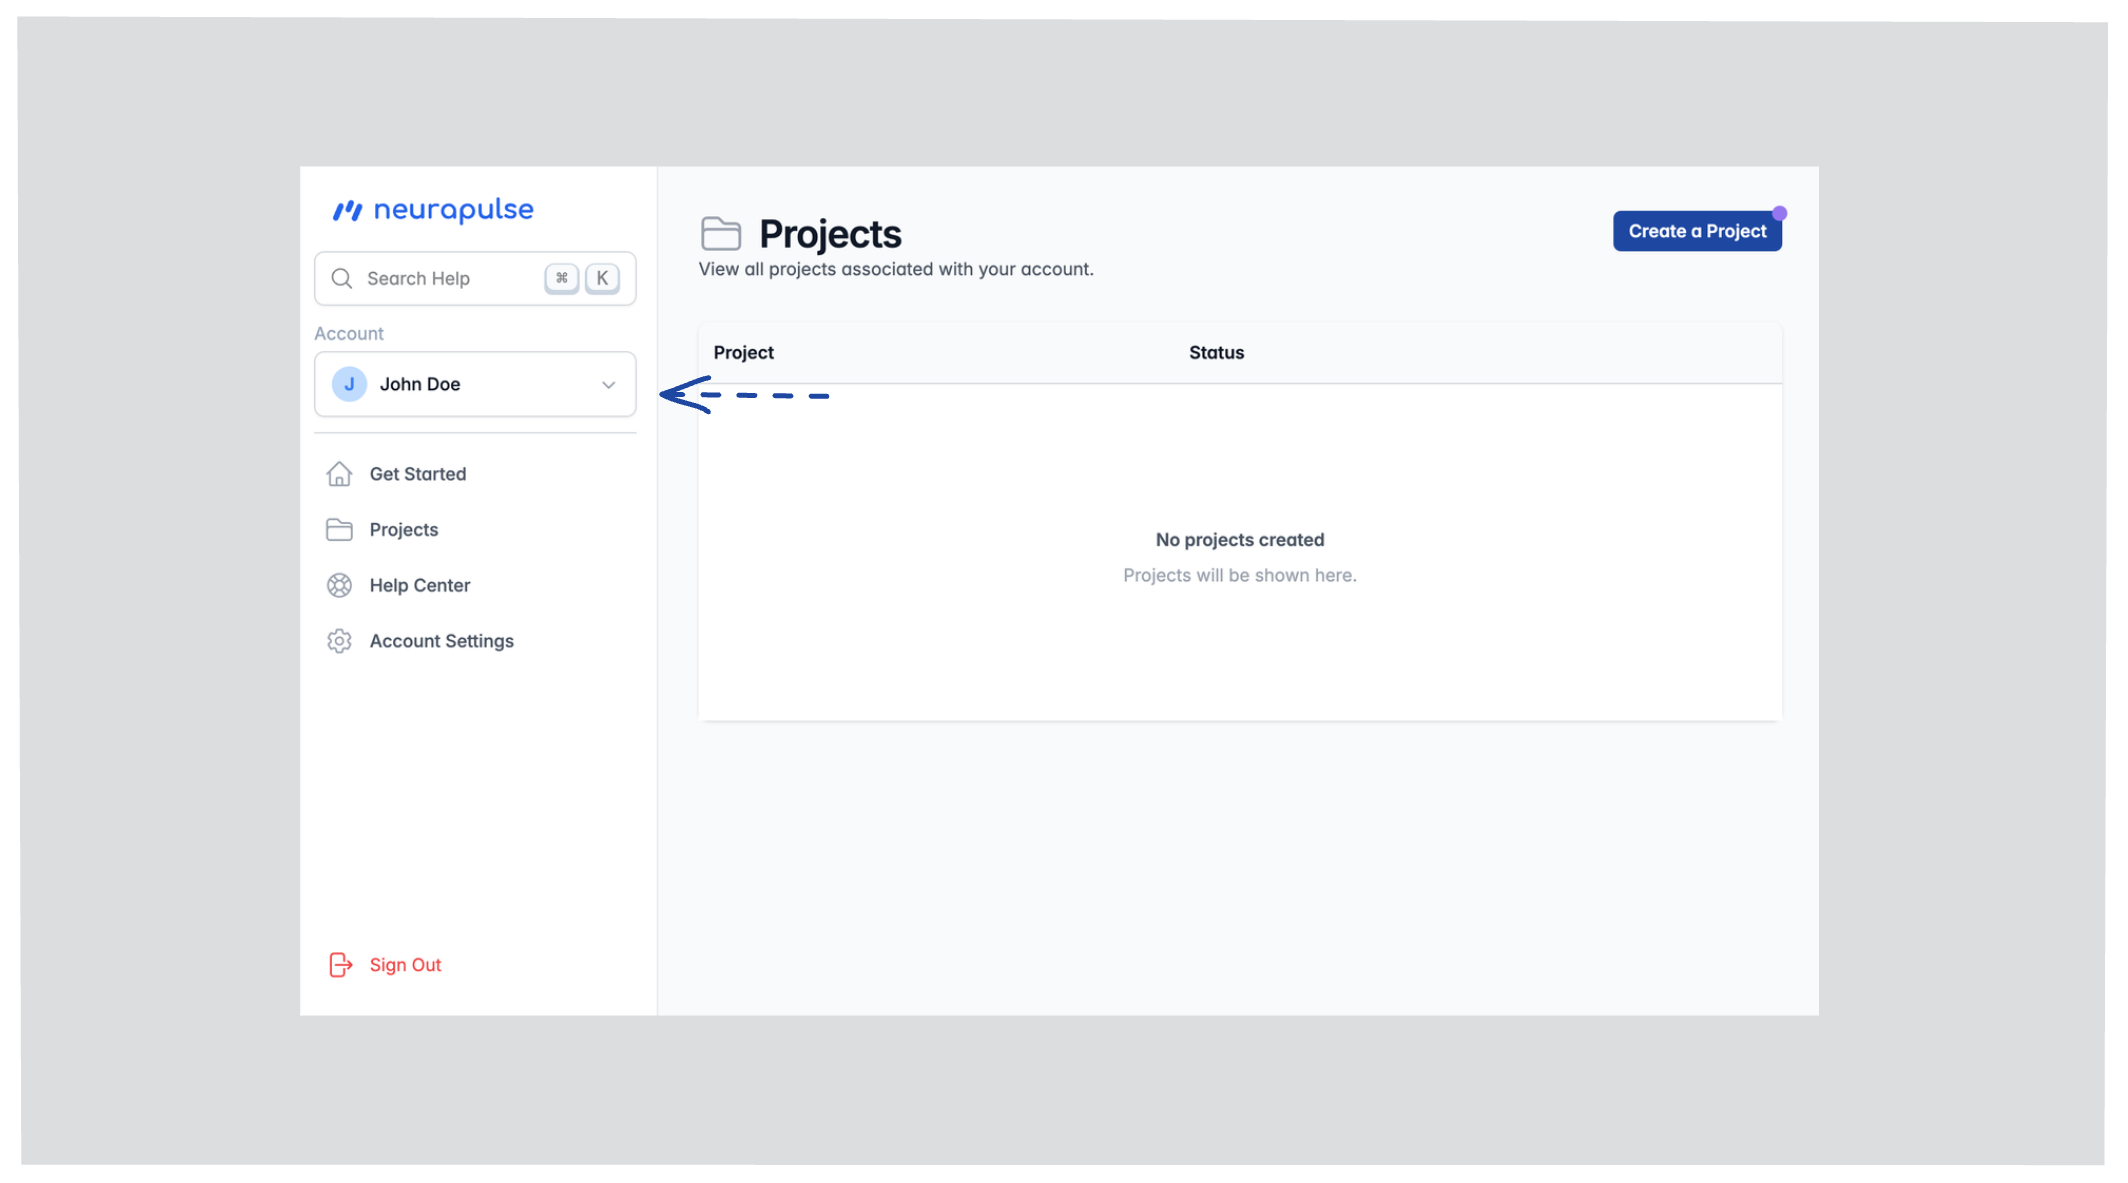 neurapulse
Search Help ⌘ K
Account
J John Doe
Get Started
Projects
Help Center
Account Settings
Sign Out
Projects
View all projects associated with your account.
Create a Project
Project Status
No projects created
Projects will be shown here.